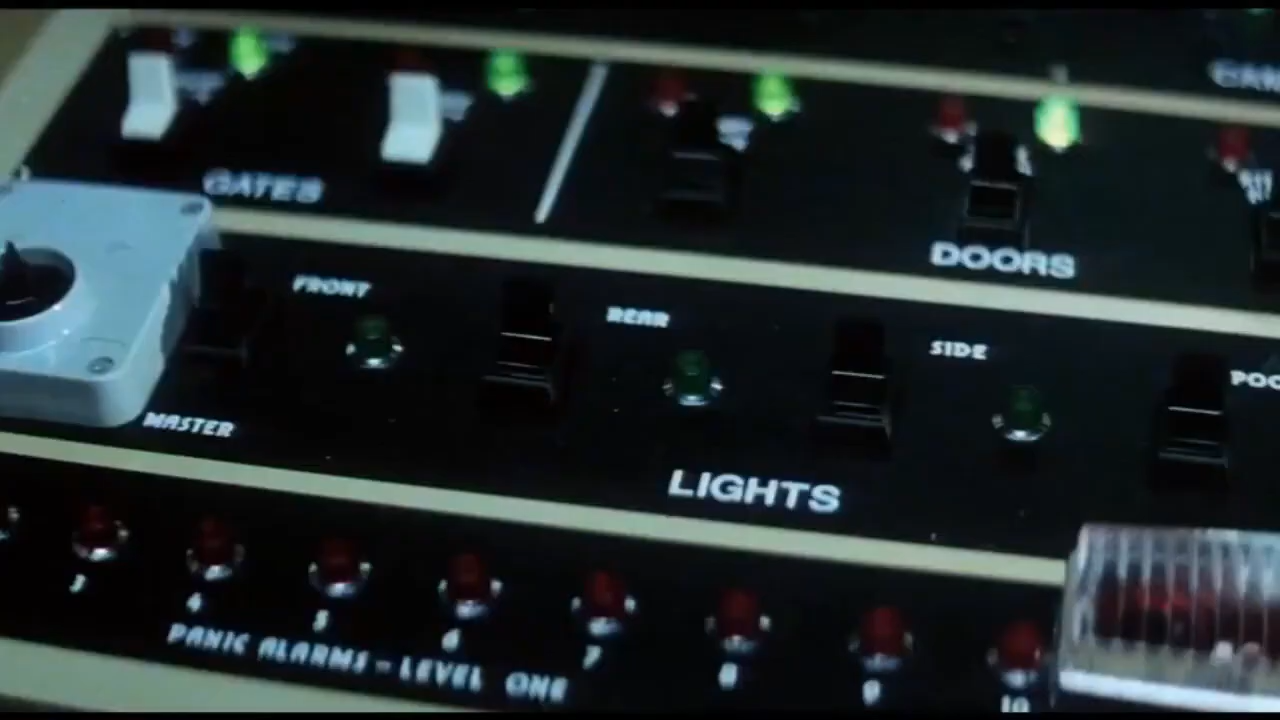 GATES
DOORS
FRONT
REAR
SIDE
MASTER
LIGHTS
3 4 5 6 7 8 9 10
PANIC ALARMS - LEVEL ONE